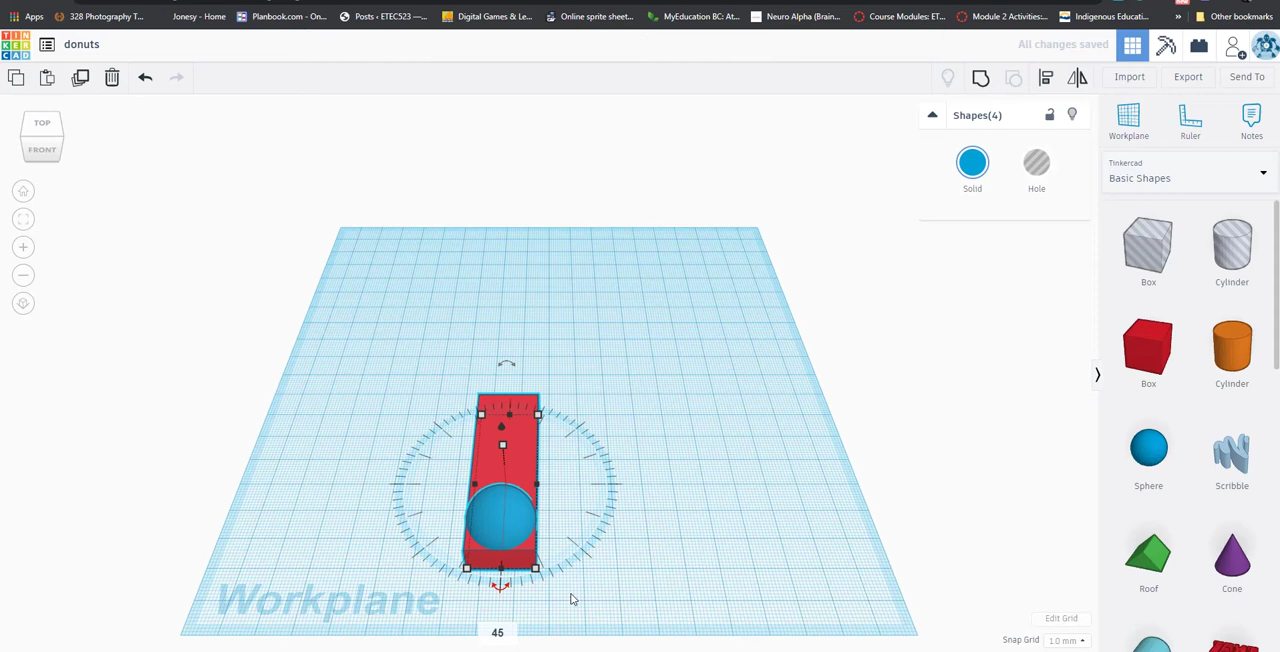 Apps
328 Photography T...
Jonesy - Home
Planbook.com - On...
Posts ‹ ETEC523 —...
Digital Games & Le...
Online sprite sheet...
MyEducation BC: At...
Neuro Alpha (Brain...
Course Modules: ET...
Module 2 Activities:...
Indigenous Educati...
»
Other bookmarks
TIN
KER
CAD
donuts
All changes saved
Import
Export
Send To
TOP
FRONT
Shapes(4)
Solid
Hole
Workplane
Ruler
Notes
Tinkercad
Basic Shapes
Box
Cylinder
Box
Cylinder
Sphere
Scribble
Roof
Cone
Workplane
45
Edit Grid
Snap Grid
1.0 mm